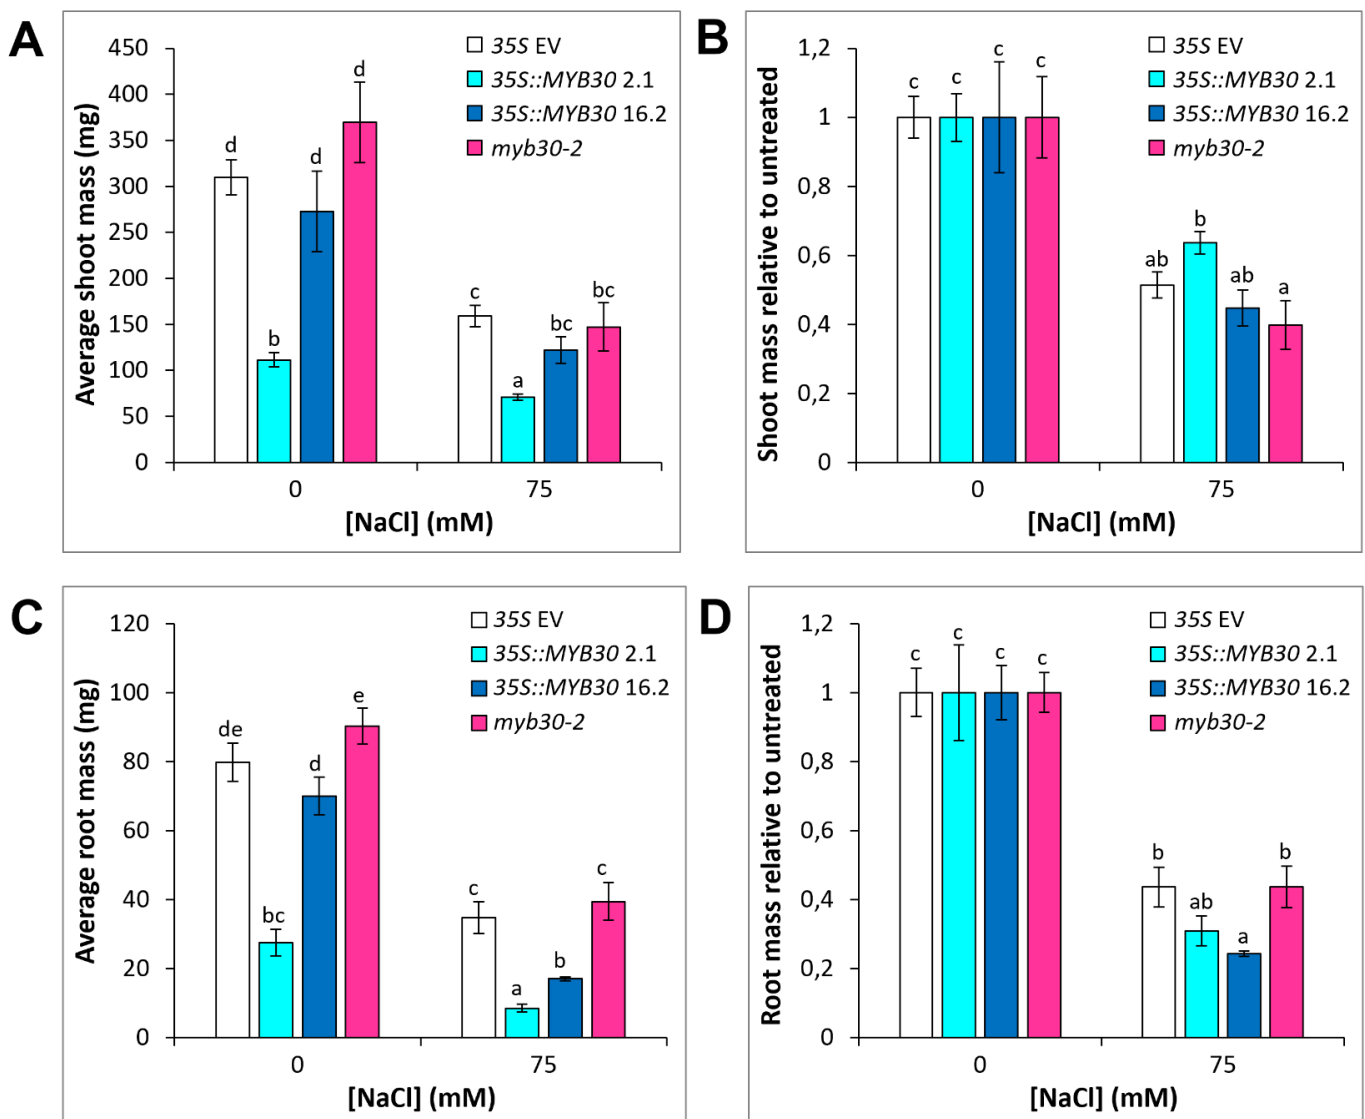 A
Average shoot mass (mg)
450
400
350
300
250
200
150
100
50
0
35S EV
35S::MYB30 2.1
35S::MYB30 16.2
myb30-2
d
b
d
d
c
a
bc
bc
0
75
[NaCl] (mM)
B
Shoot mass relative to untreated
1,2
1
0,8
0,6
0,4
0,2
0
35S EV
35S::MYB30 2.1
35S::MYB30 16.2
myb30-2
c
c
c
c
ab
b
ab
a
0
75
[NaCl] (mM)
C
Average root mass (mg)
120
100
80
60
40
20
0
35S EV
35S::MYB30 2.1
35S::MYB30 16.2
myb30-2
de
bc
d
e
c
a
b
c
0
75
[NaCl] (mM)
D
Root mass relative to untreated
1,2
1
0,8
0,6
0,4
0,2
0
35S EV
35S::MYB30 2.1
35S::MYB30 16.2
myb30-2
c
c
c
c
b
ab
a
b
0
75
[NaCl] (mM)